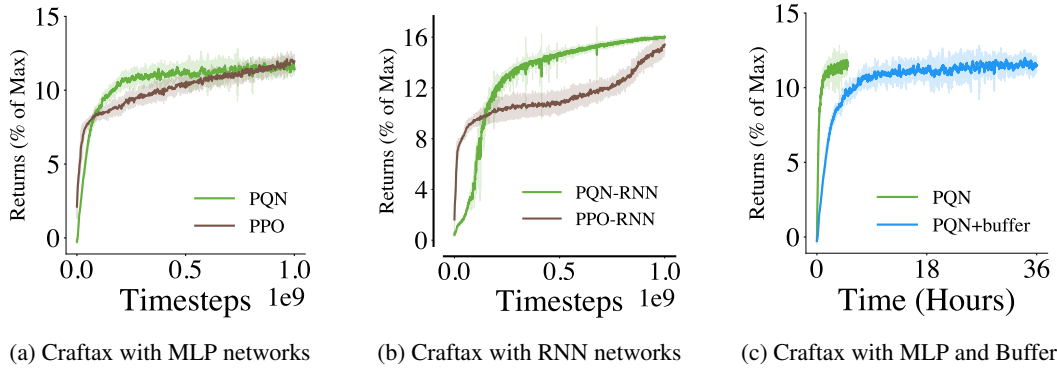 15
10
5
0
Returns (% of Max)
PQN
PPO
0.0
0.5
1.0
Timesteps
1e9
(a) Craftax with MLP networks
16
12
8
4
0
Returns (% of Max)
PQN-RNN
PPO-RNN
0.0
0.5
1.0
Timesteps
1e9
(b) Craftax with RNN networks
15
10
5
0
Returns (% of Max)
PQN
PQN+buffer
0
18
36
Time (Hours)
(c) Craftax with MLP and Buffer